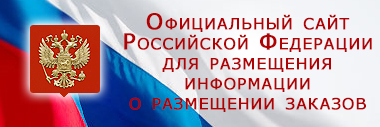 Официальный сайт
Российской Федерации
для размещения
информации
о размещении заказов